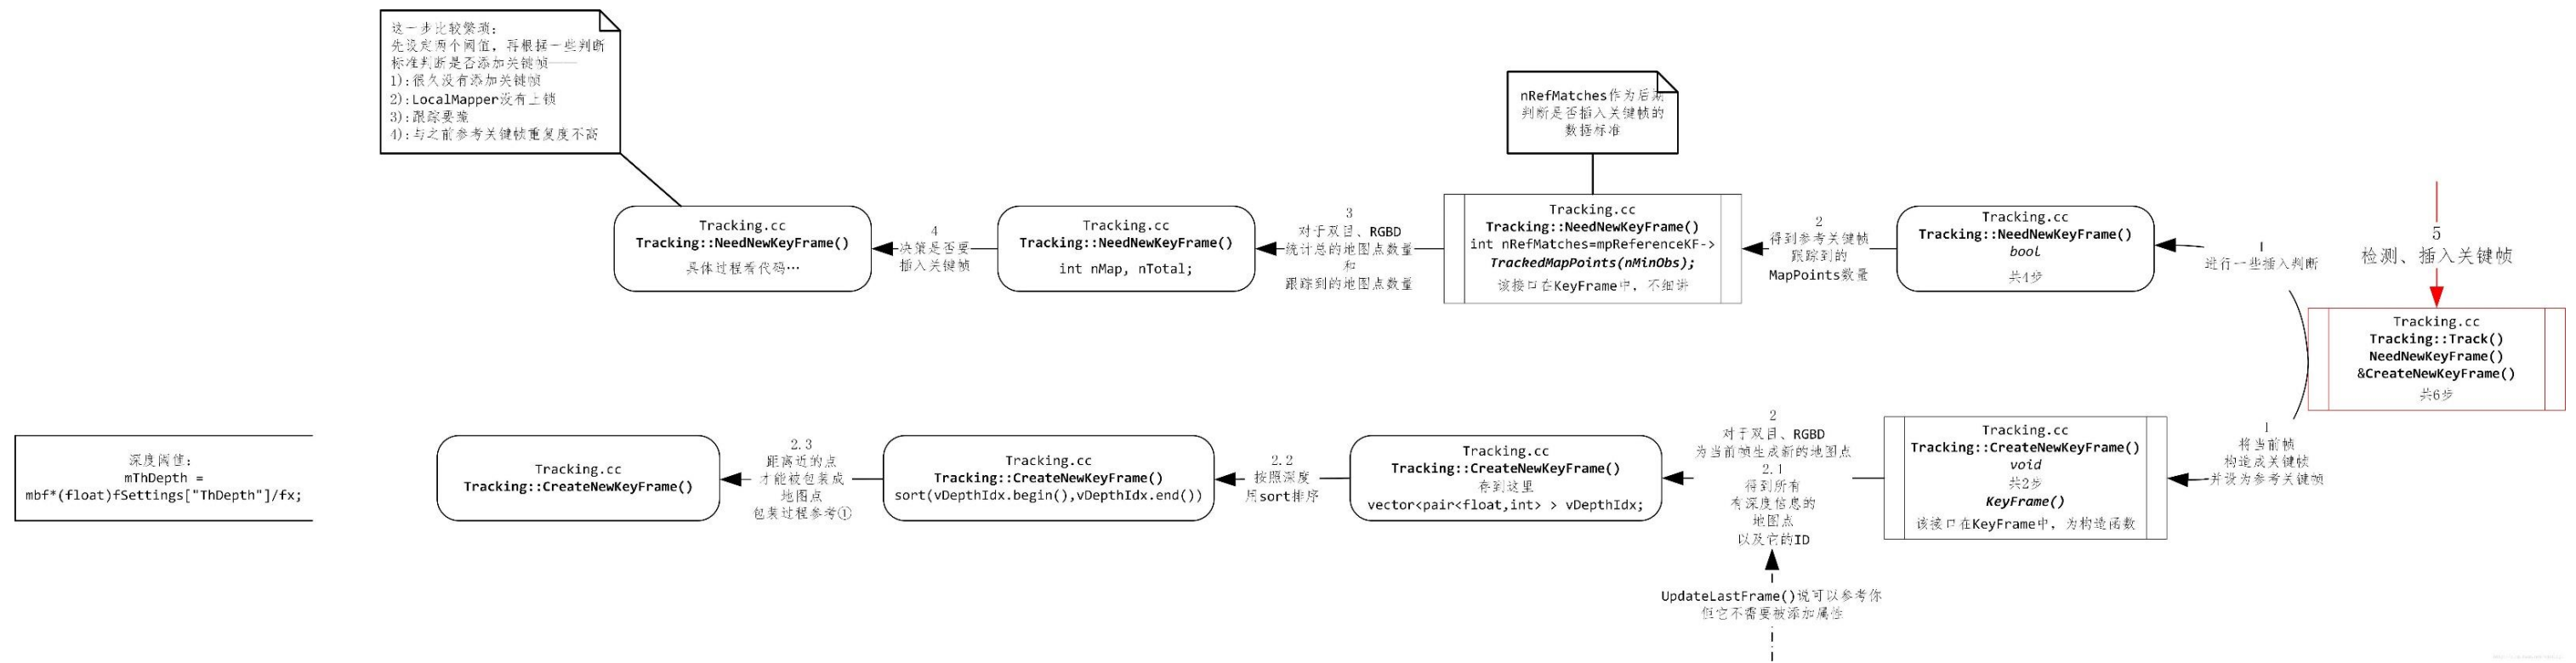 这一步比较繁琐:
先设定两个阈值，再根据一些判断
标准判断是否添加关键帧——
1):很久没有添加关键帧
2):LocalMapper没有上锁
3):跟踪要跪
4):与之前参考关键帧重复度不高
nRefMatches作为后期
判断是否插入关键帧的
数据标准
Tracking.cc
Tracking::NeedNewKeyFrame()
具体过程看代码…
4
决策是否要
插入关键帧
Tracking.cc
Tracking::NeedNewKeyFrame()
int nMap, nTotal;
3
对于双目、RGBD
统计总的地图点数量
和
跟踪到的地图点数量
Tracking.cc
Tracking::NeedNewKeyFrame()
int nRefMatches=mpReferenceKF->
TrackedMapPoints(nMinObs);
该接口在KeyFrame中，不细讲
2
得到参考关键帧
跟踪到的
MapPoints数量
Tracking.cc
Tracking::NeedNewKeyFrame()
bool
共4步
1
进行一些插入判断
5
检测、插入关键帧
Tracking.cc
Tracking::Track()
NeedNewKeyFrame()
&CreateNewKeyFrame()
共6步
深度阈值:
mThDepth =
mbf*(float)fSettings["ThDepth"]/fx;
Tracking.cc
Tracking::CreateNewKeyFrame()
2.3
距离近的点
才能被包装成
地图点
包装过程参考①
Tracking.cc
Tracking::CreateNewKeyFrame()
sort(vDepthIdx.begin(),vDepthIdx.end())
2.2
按照深度
用sort排序
Tracking.cc
Tracking::CreateNewKeyFrame()
存到这里
vector<pair<float,int> > vDepthIdx;
2
对于双目、RGBD
为当前帧生成新的地图点
2.1
得到所有
有深度信息的
地图点
以及它的ID
Tracking.cc
Tracking::CreateNewKeyFrame()
void
共2步
KeyFrame()
该接口在KeyFrame中，为构造函数
1
将当前帧
构造成关键帧
并设为参考关键帧
UpdateLastFrame()说可以参考你
但它不需要被添加属性